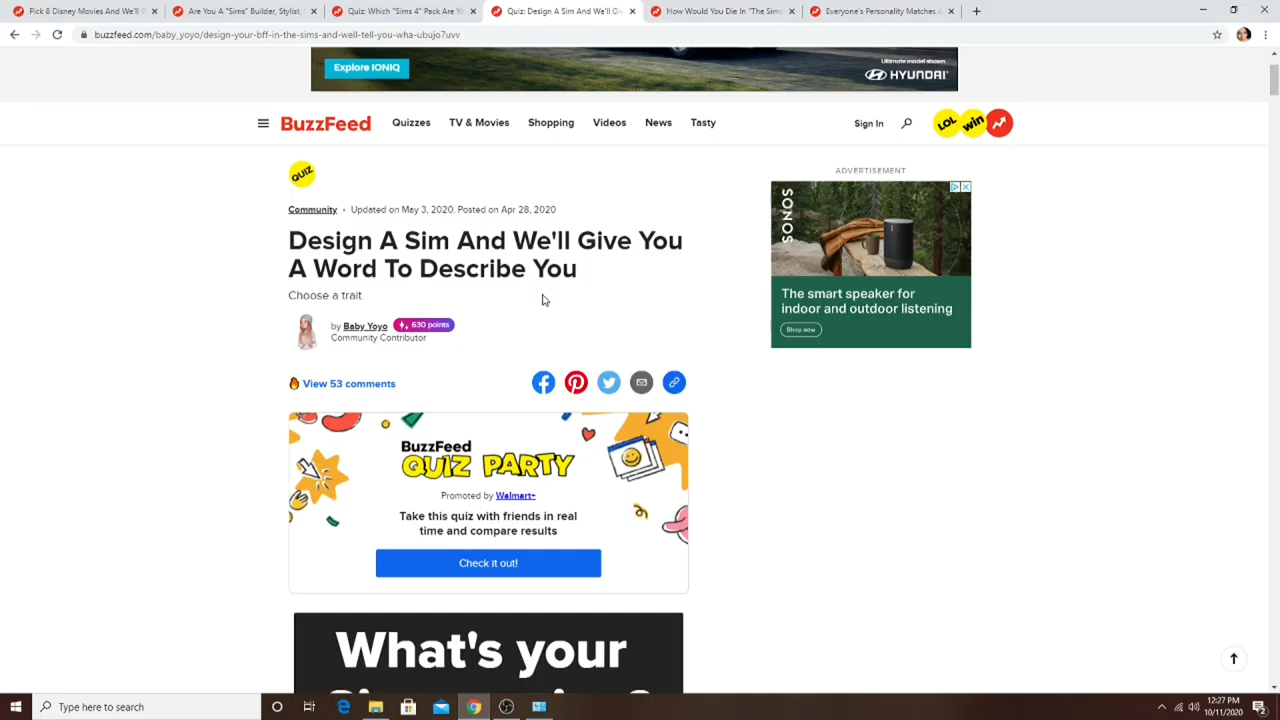 Pick 8 Disney Movies And We'll G
Are You A "Sims" Builder, Stylist,
Quiz: Design A Sim And We'll Giv
How Would You Die In "The Sims"
Everyone's Personality Matches A
buzzfeed.com/baby_yoyo/design-your-bff-in-the-sims-and-well-tell-you-wha-ubujo7uvv
Explore IONIQ
Ultimate model shown.
HYUNDAI
BuzzFeed
Quizzes
TV & Movies
Shopping
Videos
News
Tasty
Sign In
LOL
win
QUIZ
ADVERTISEMENT
SONOS
Community · Updated on May 3, 2020. Posted on Apr 28, 2020
Design A Sim And We'll Give You
A Word To Describe You
Choose a trait.
The smart speaker for
indoor and outdoor listening
Shop now
by Baby Yoyo 630 points
Community Contributor
View 53 comments
BuzzFeed
QUIZ PARTY
Promoted by Walmart+
Take this quiz with friends in real
time and compare results
Check it out!
What's your
Type here to search
12:27 PM
10/11/2020
2